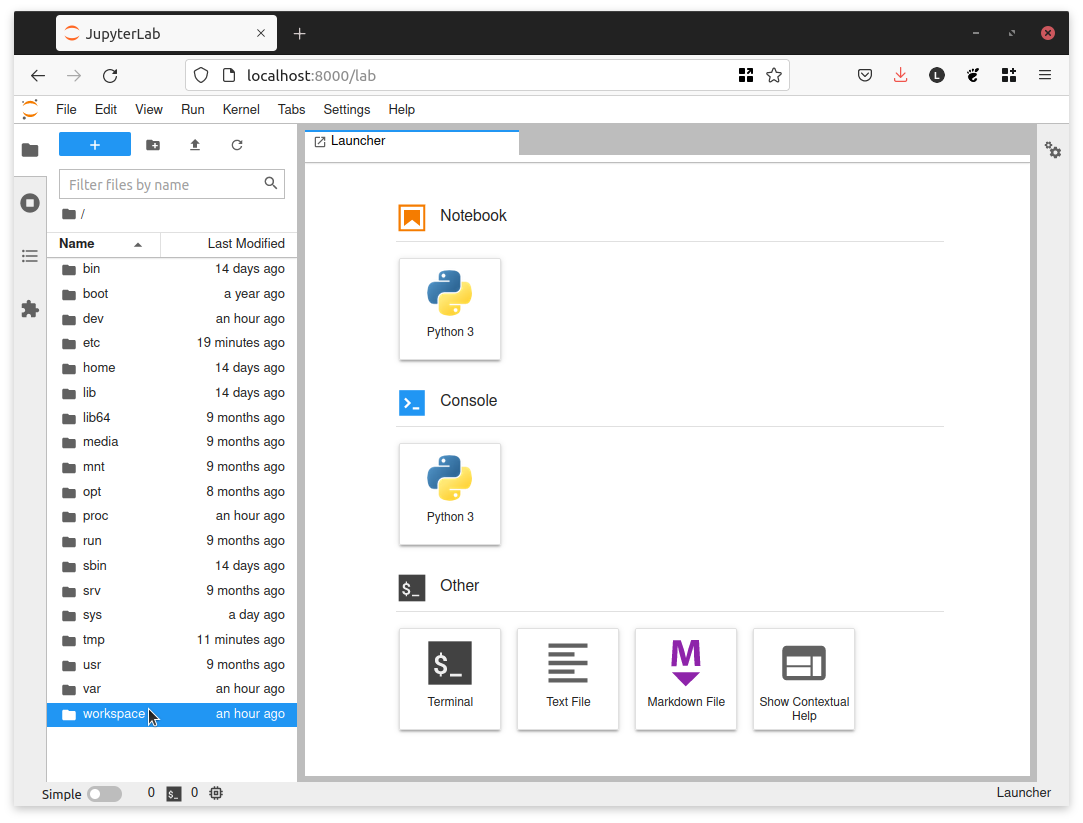 JupyterLab
localhost:8000/lab
L
File Edit View Run Kernel Tabs Settings Help
Launcher
Filter files by name
/
Name Last Modified
bin 14 days ago
boot a year ago
dev an hour ago
etc 19 minutes ago
home 14 days ago
lib 14 days ago
lib64 9 months ago
media 9 months ago
mnt 9 months ago
opt 8 months ago
proc an hour ago
run 9 months ago
sbin 14 days ago
srv 9 months ago
sys a day ago
tmp 11 minutes ago
usr 9 months ago
var an hour ago
workspace an hour ago
Notebook
Python 3
Console
Python 3
$_ Other
$_
Terminal
Text File
M
Markdown File
Show Contextual
Help
Simple 0 $_ 0 Launcher